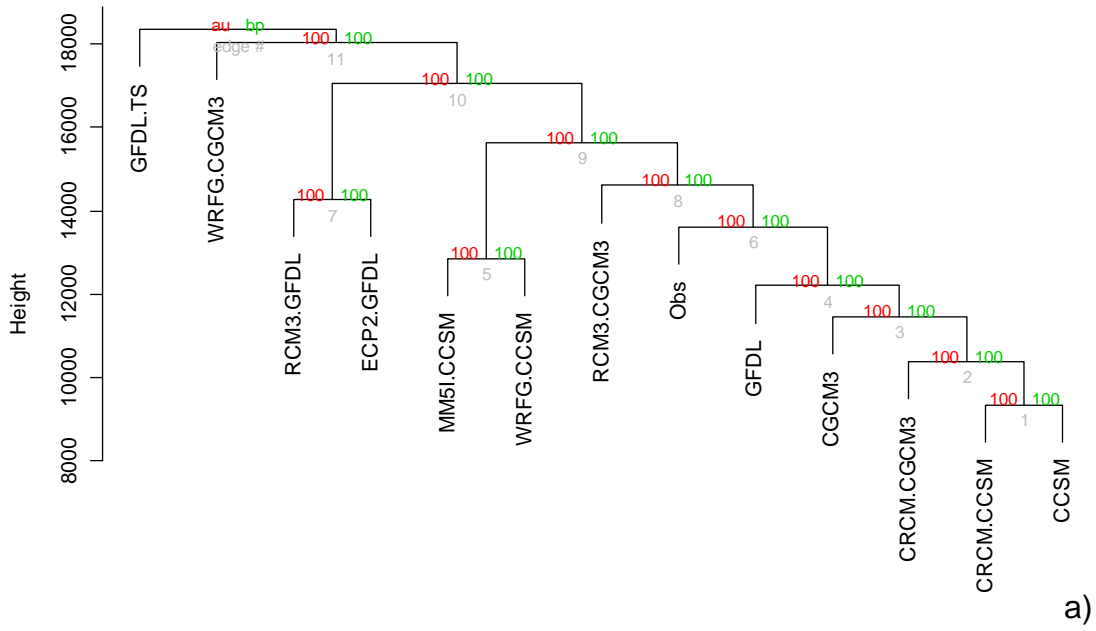 au bp
edge #
100 100
11
100 100
10
100 100
9
100 100
8
100 100
7
100 100
6
100 100
5
100 100
4
100 100
3
100 100
2
100 100
1
18000
16000
14000
12000
10000
8000
Height
GFDL.TS
WRFG.CGCM3
RCM3.GFDL
ECP2.GFDL
MM5I.CCSM
WRFG.CCSM
RCM3.CGCM3
Obs
GFDL
CGCM3
CRCM.CGCM3
CRCM.CCSM
CCSM
a)